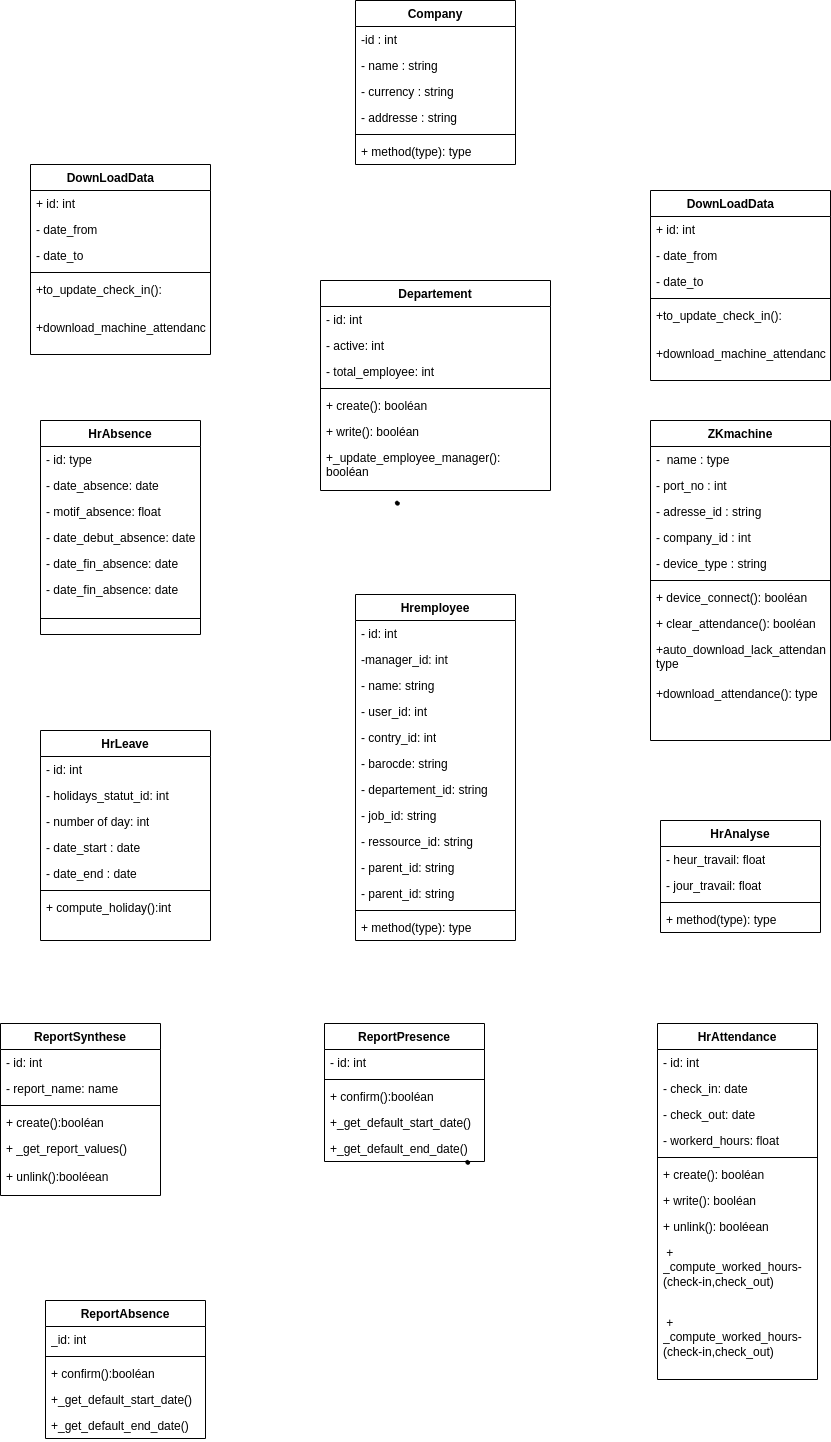 Company
-id : int
- name : string
- currency : string
- addresse : string
+ method(type): type
DownLoadData
+ id: int
- date_from
- date_to
+to_update_check_in():
+download_machine_attendanc
DownLoadData
+ id: int
- date_from
- date_to
+to_update_check_in():
+download_machine_attendanc
Departement
- id: int
- active: int
- total_employee: int
+ create(): booléan
+ write(): booléan
+_update_employee_manager():
booléan
HrAbsence
- id: type
- date_absence: date
- motif_absence: float
- date_debut_absence: date
- date_fin_absence: date
- date_fin_absence: date
ZKmachine
-  name : type
- port_no : int
- adresse_id : string
- company_id : int
- device_type : string
+ device_connect(): booléan
+ clear_attendance(): booléan
+auto_download_lack_attendan
type
+download_attendance(): type
Hremployee
- id: int
-manager_id: int
- name: string
- user_id: int
- contry_id: int
- barocde: string
- departement_id: string
- job_id: string
- ressource_id: string
- parent_id: string
- parent_id: string
+ method(type): type
HrLeave
- id: int
- holidays_statut_id: int
- number of day: int
- date_start : date
- date_end : date
+ compute_holiday():int
HrAnalyse
- heur_travail: float
- jour_travail: float
+ method(type): type
ReportSynthese
- id: int
- report_name: name
+ create():booléan
+ _get_report_values()
+ unlink():booléean
ReportPresence
- id: int
+ confirm():booléan
+_get_default_start_date()
+_get_default_end_date()
HrAttendance
- id: int
- check_in: date
- check_out: date
- workerd_hours: float
+ create(): booléan
+ write(): booléan
+ unlink(): booléean
+
_compute_worked_hours-
(check-in,check_out)
+
_compute_worked_hours-
(check-in,check_out)
ReportAbsence
_id: int
+ confirm():booléan
+_get_default_start_date()
+_get_default_end_date()